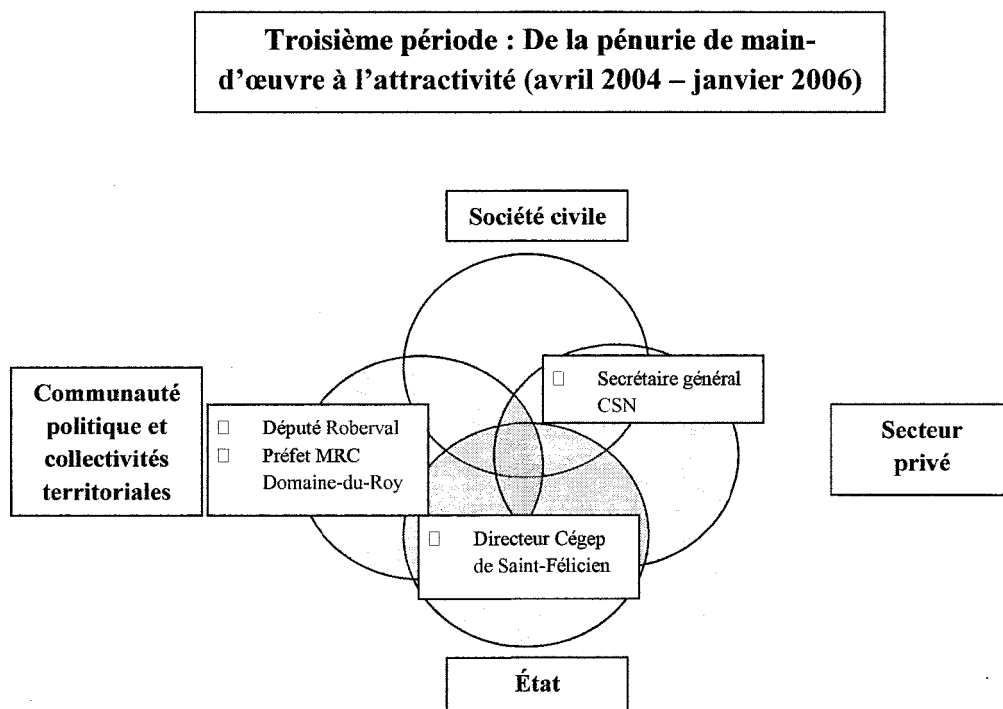 Troisième période : De la pénurie de main-
d'œuvre à l'attractivité (avril 2004 – janvier 2006)
Société civile
Secrétaire général
CSN
Communauté
politique et
collectivités
territoriales
Député Roberval
Préfet MRC
Domaine-du-Roy
Secteur
privé
Directeur Cégep
de Saint-Félicien
État